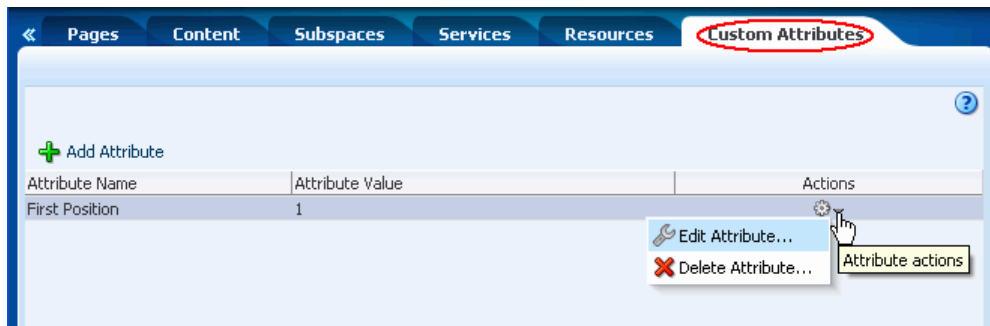 « Pages Content Subspaces Services Resources Custom Attributes
?
Add Attribute
Attribute Name Attribute Value Actions
First Position 1
Edit Attribute...
Attribute actions
Delete Attribute...